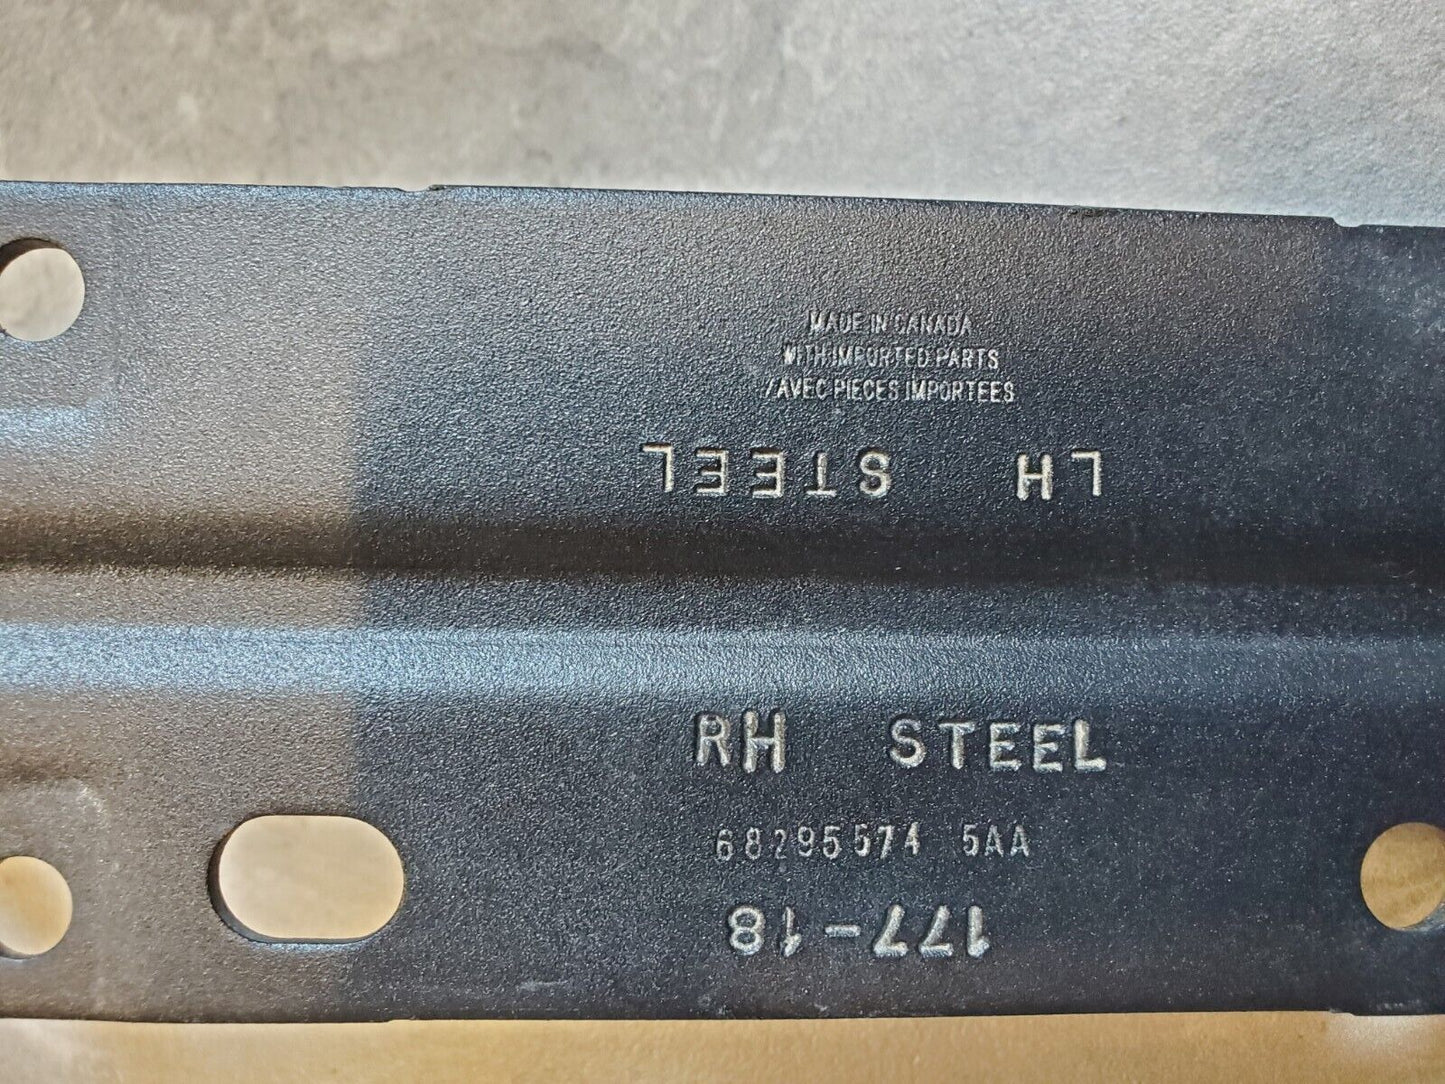 MADE IN CANADA
WITH IMPORTED PARTS
/AVEC PIECES IMPORTEES
LH STEEL
RH STEEL
68295574 5AA
177-18